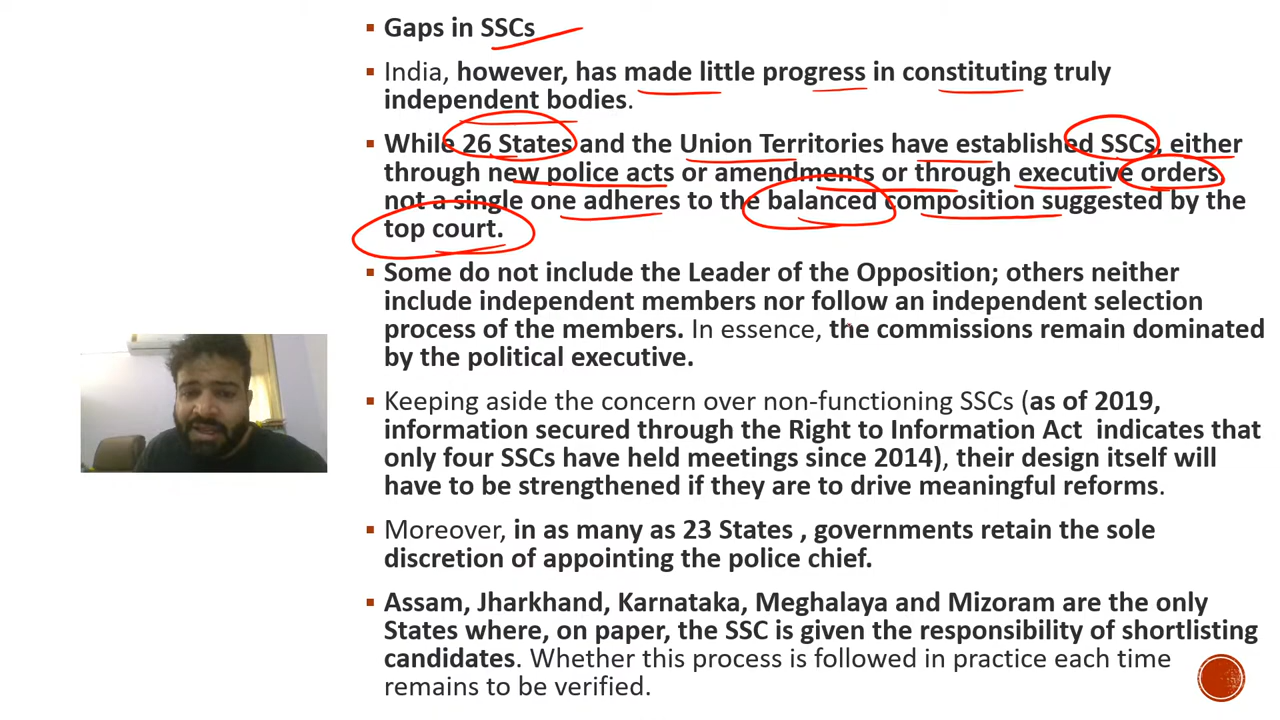 Gaps in SSCs
India, however, has made little progress in constituting truly
independent bodies.
While 26 States and the Union Territories have established SSCs, either
through new police acts or amendments or through executive orders,
not a single one adheres to the balanced composition suggested by the
top court.
Some do not include the Leader of the Opposition; others neither
include independent members nor follow an independent selection
process of the members. In essence, the commissions remain dominated
by the political executive.
Keeping aside the concern over non-functioning SSCs (as of 2019,
information secured through the Right to Information Act indicates that
only four SSCs have held meetings since 2014), their design itself will
have to be strengthened if they are to drive meaningful reforms.
Moreover, in as many as 23 States , governments retain the sole
discretion of appointing the police chief.
Assam, Jharkhand, Karnataka, Meghalaya and Mizoram are the only
States where, on paper, the SSC is given the responsibility of shortlisting
candidates. Whether this process is followed in practice each time
remains to be verified.